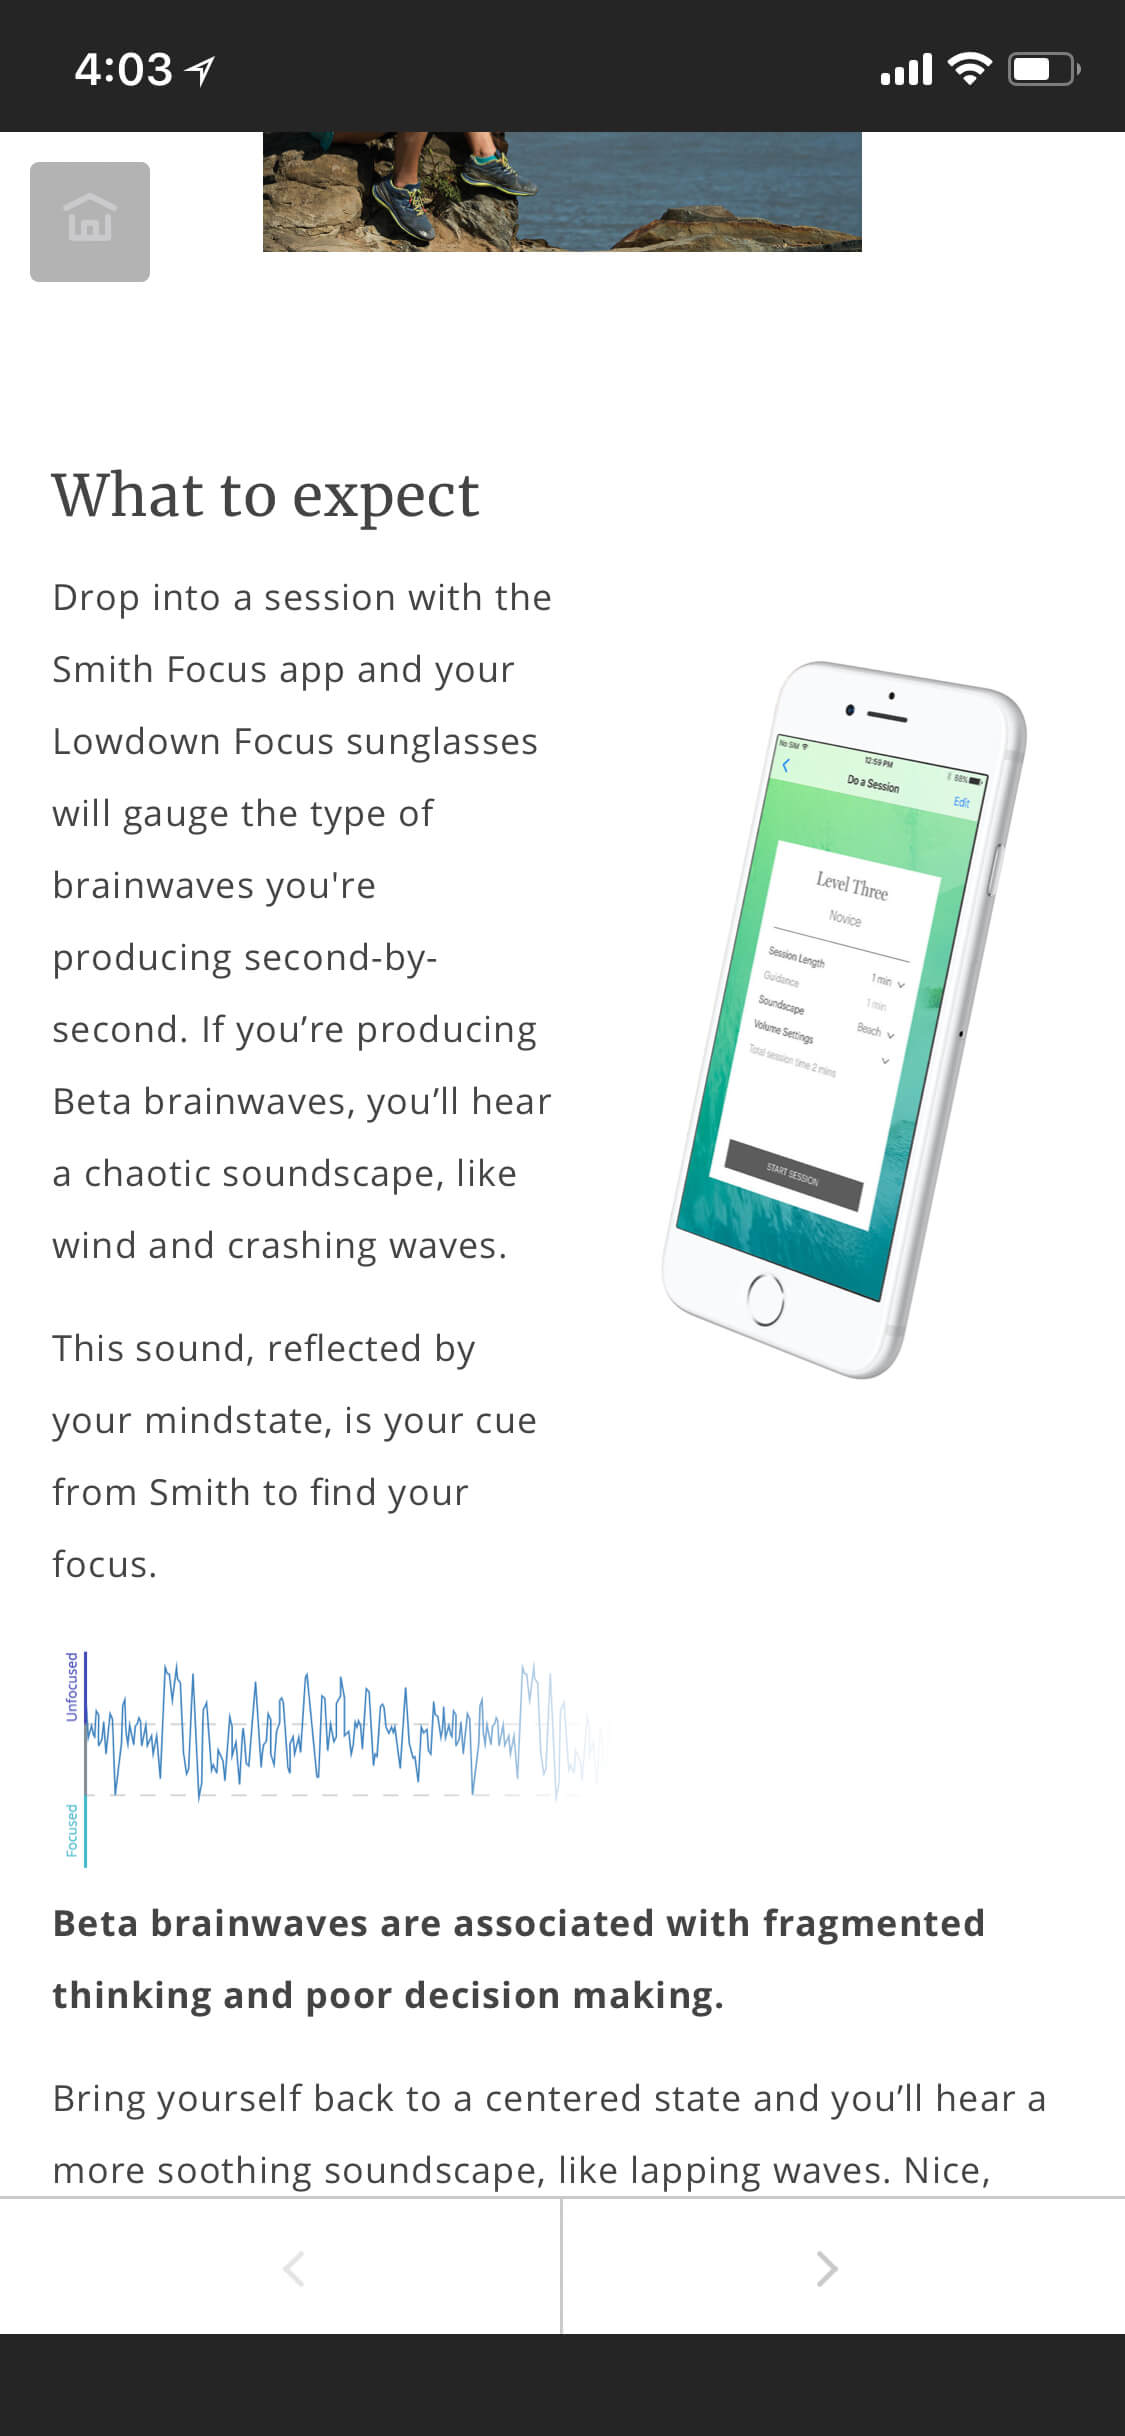 4:03
What to expect
Drop into a session with the
Smith Focus app and your
Lowdown Focus sunglasses
will gauge the type of
brainwaves you're
producing second-by-
second. If you’re producing
Beta brainwaves, you’ll hear
a chaotic soundscape, like
wind and crashing waves.
This sound, reflected by
your mindstate, is your cue
from Smith to find your
focus.
No SIM
12:59 PM
88%
Do a Session
Edit
Level Three
Novice
Session Length 1 min
Guidance 1 min
Soundscape Beach
Volume Settings
Total session time 2 mins
START SESSION
Unfocused
Focused
Beta brainwaves are associated with fragmented
thinking and poor decision making.
Bring yourself back to a centered state and you’ll hear a
more soothing soundscape, like lapping waves. Nice,